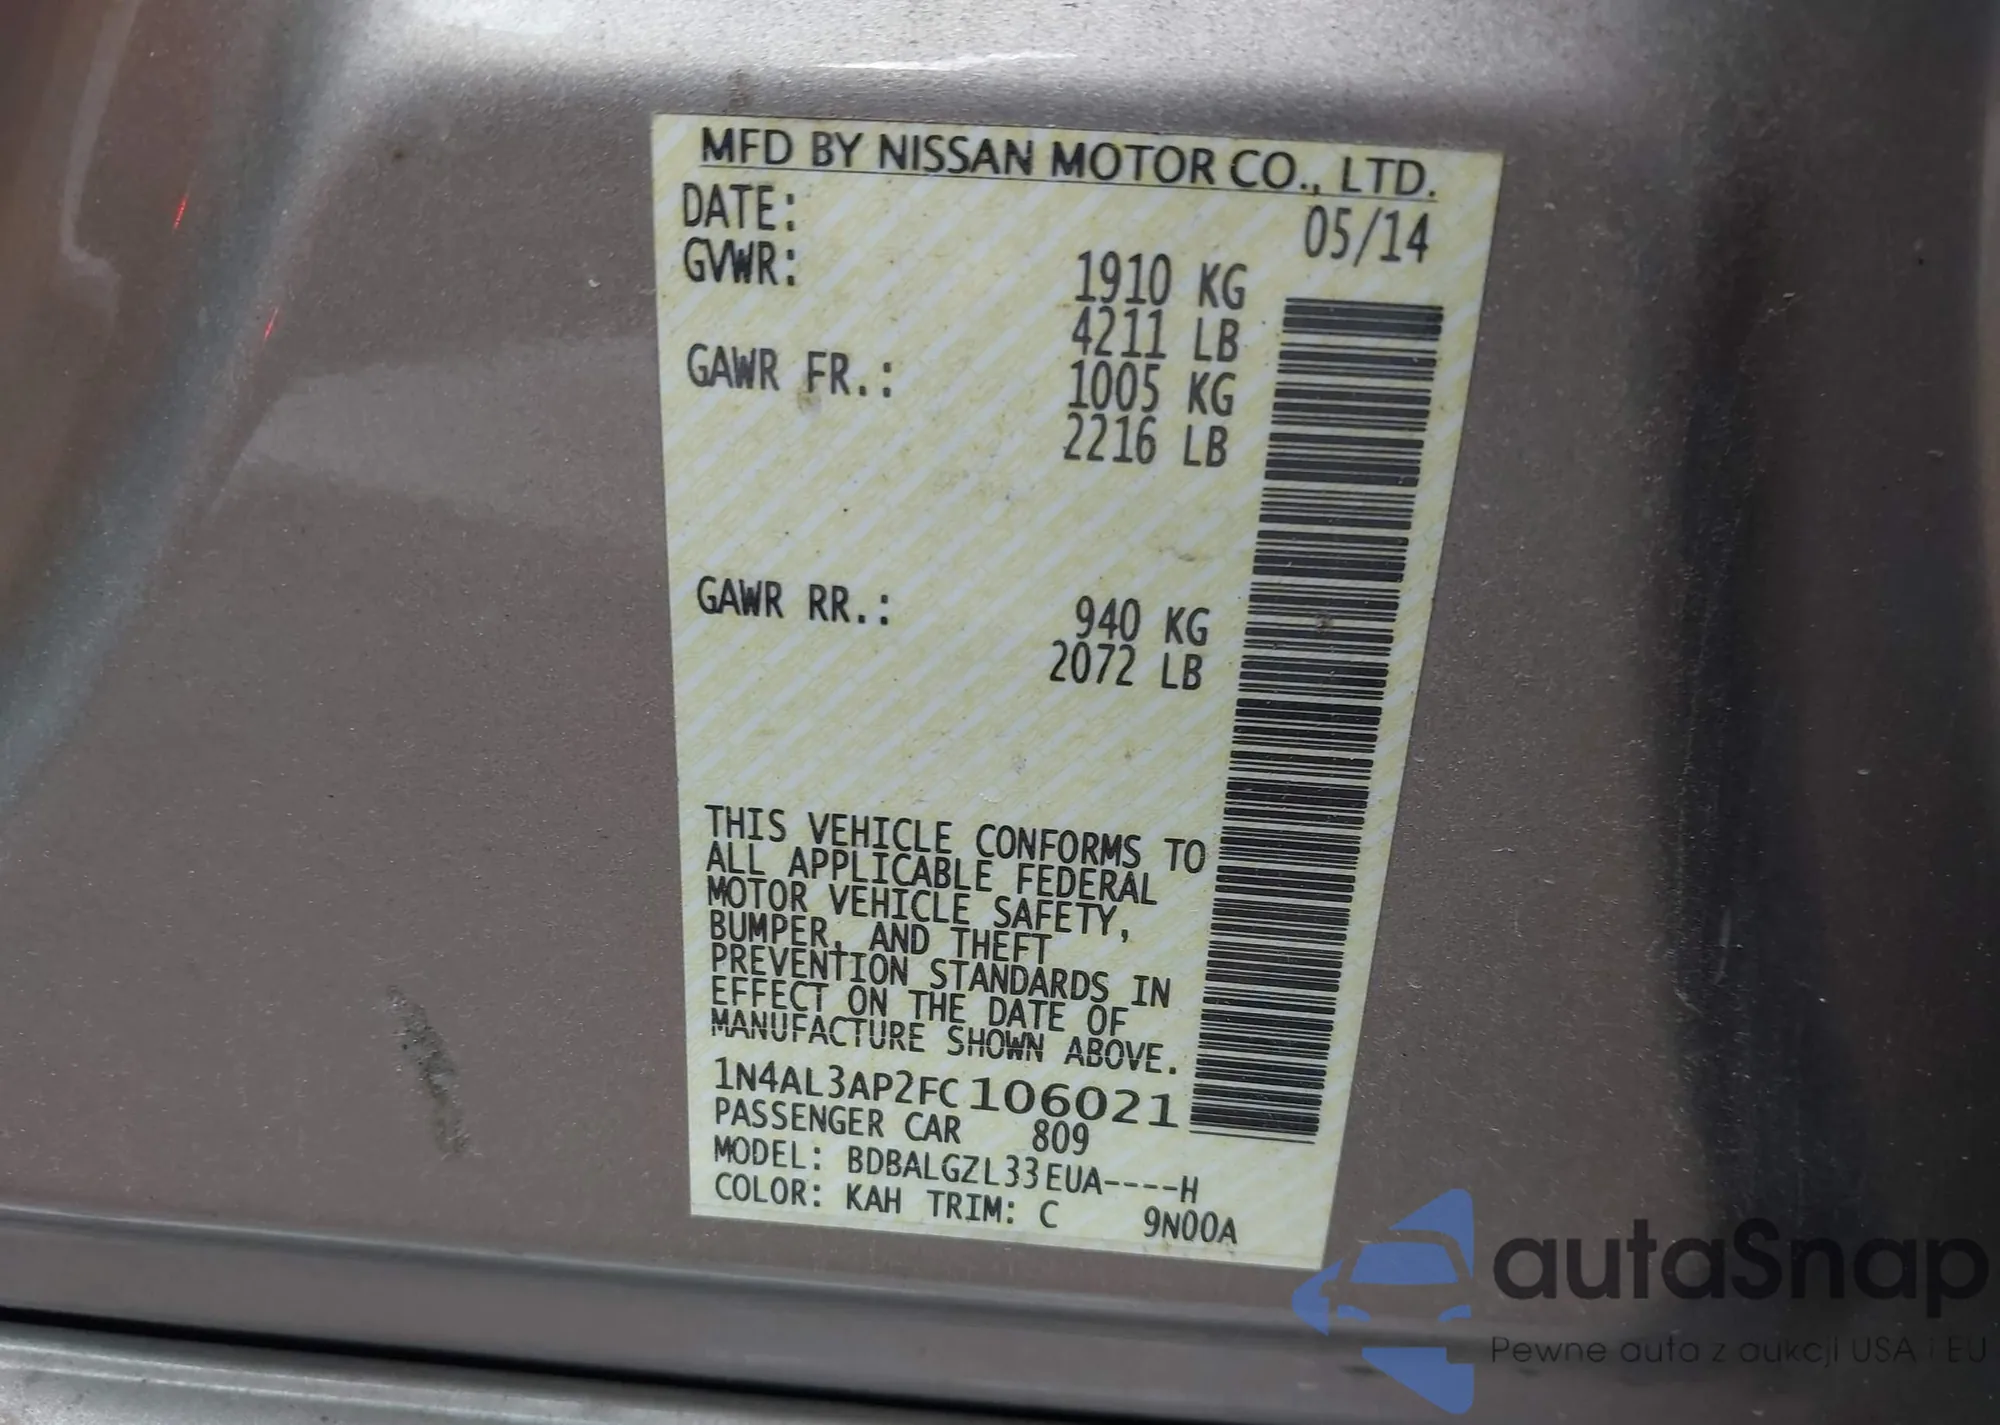 MFD BY NISSAN MOTOR CO., LTD.
DATE: 05/14
GVWR: 1910 KG
4211 LB
GAWR FR.: 1005 KG
2216 LB
GAWR RR.: 940 KG
2072 LB
THIS VEHICLE CONFORMS TO
ALL APPLICABLE FEDERAL
MOTOR VEHICLE SAFETY,
BUMPER, AND THEFT
PREVENTION STANDARDS IN
EFFECT ON THE DATE OF
MANUFACTURE SHOWN ABOVE.
1N4AL3AP2FC106021
PASSENGER CAR 809
MODEL: BDBALGZL33EUA----H
COLOR: KAH TRIM: C 9N00A
autaSnap
Pewne auta z aukcji USA i EU